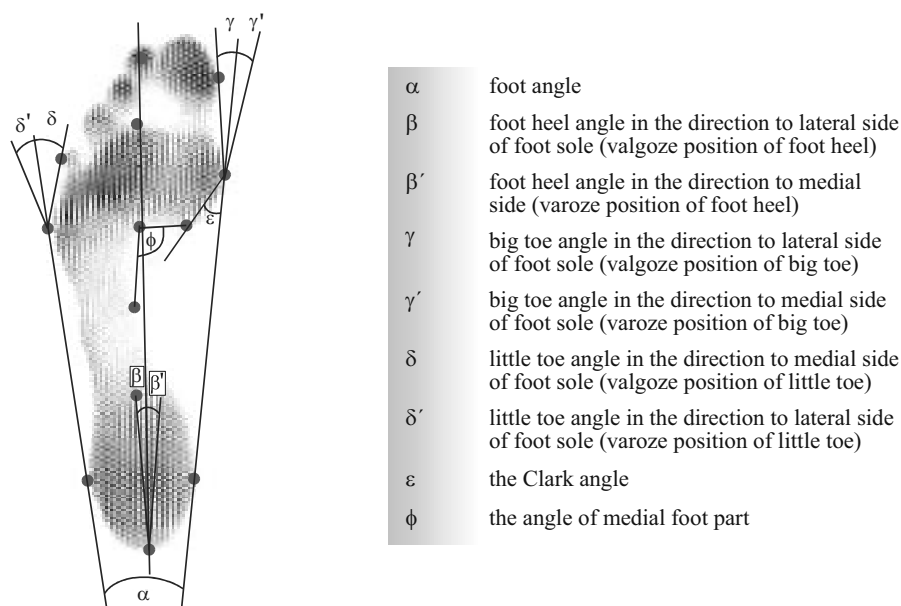 γ γ'
δ' δ
ε
ϕ
β β'
α
α foot angle
β foot heel angle in the direction to lateral side
of foot sole (valgoze position of foot heel)
β´ foot heel angle in the direction to medial
side (varoze position of foot heel)
γ big toe angle in the direction to lateral side
of foot sole (valgoze position of big toe)
γ´ big toe angle in the direction to medial side
of foot sole (varoze position of big toe)
δ little toe angle in the direction to medial side
of foot sole (valgoze position of little toe)
δ´ little toe angle in the direction to lateral side
of foot sole (varoze position of little toe)
ε the Clark angle
ϕ the angle of medial foot part